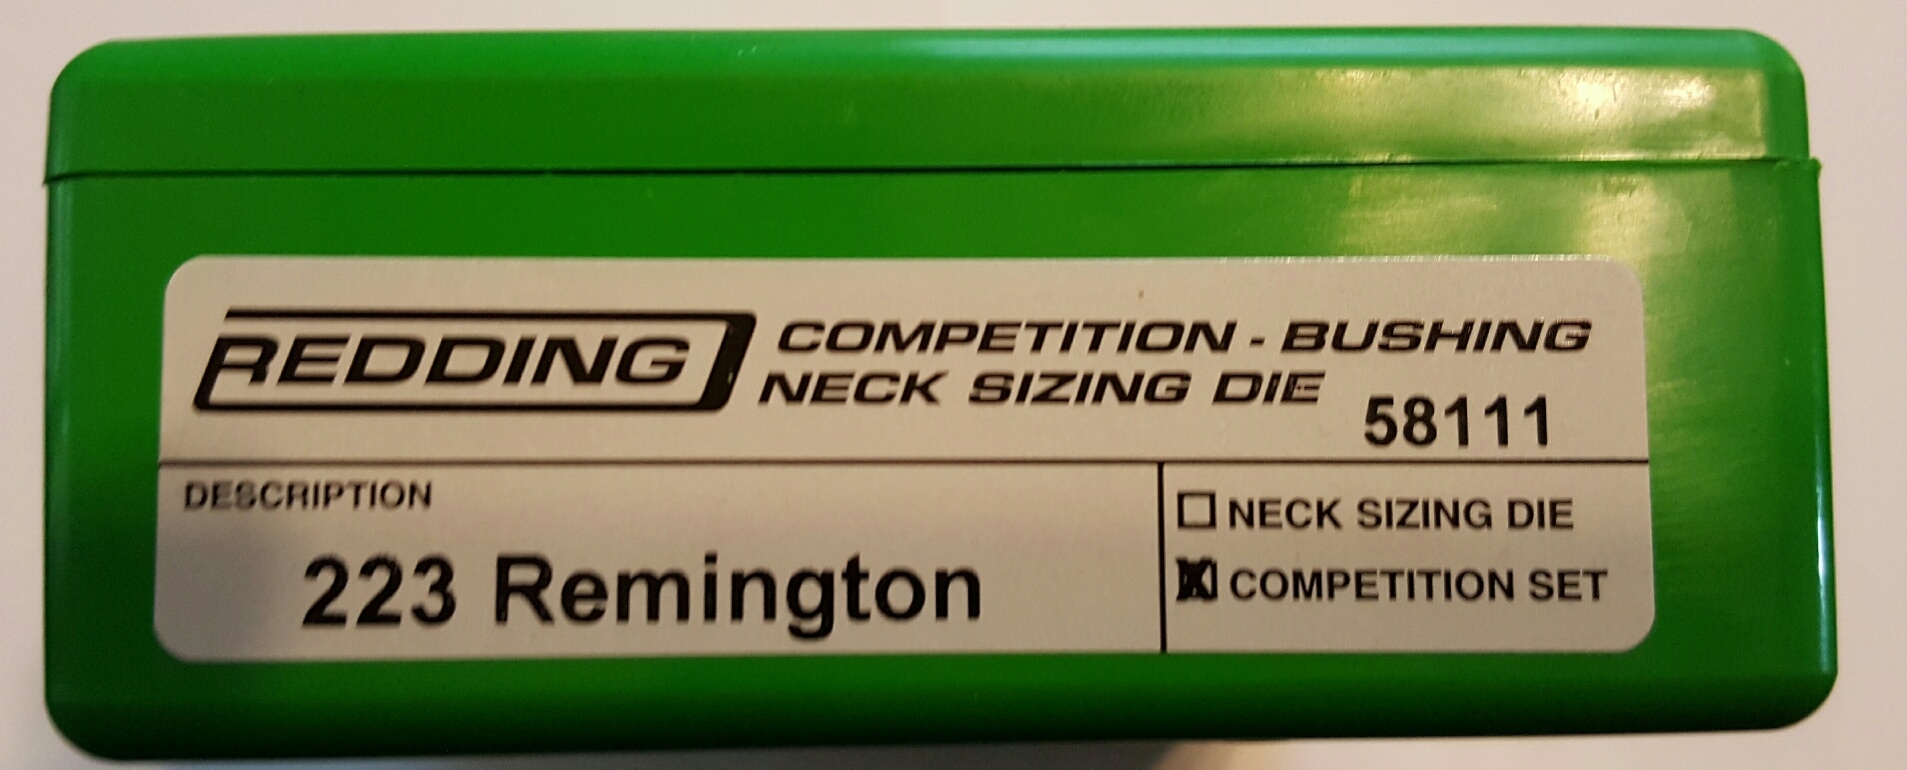 REDDING COMPETITION - BUSHING
NECK SIZING DIE
58111
DESCRIPTION
223 Remington
NECK SIZING DIE
COMPETITION SET